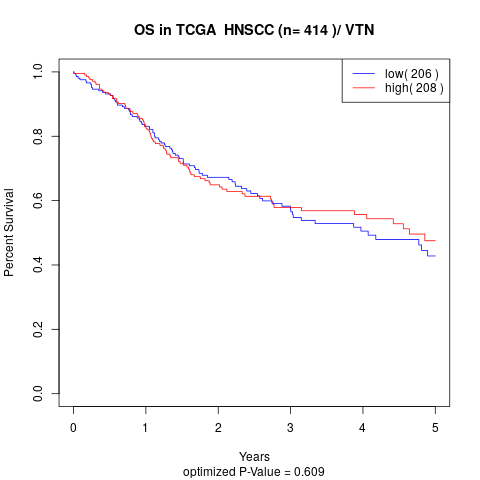 OS in TCGA  HNSCC (n= 414 )/ VTN
low( 206 )
high( 208 )
Percent Survival
1.0
0.8
0.6
0.4
0.2
0.0
0 1 2 3 4 5
Years
optimized P-Value = 0.609